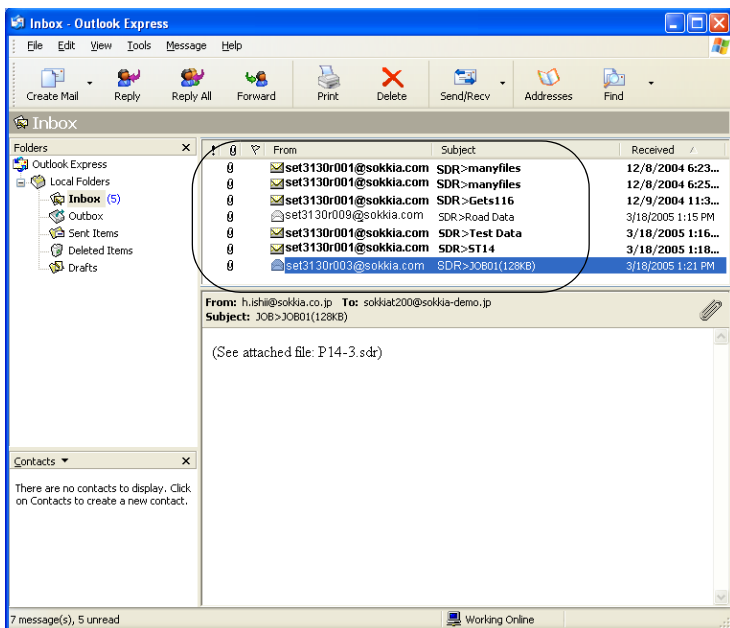 Inbox - Outlook Express
File Edit View Tools Message Help
Create Mail Reply Reply All Forward Print Delete Send/Recv Addresses Find
Inbox
Folders
Outlook Express
Local Folders
Inbox (5)
Outbox
Sent Items
Deleted Items
Drafts
! From Subject Received
set3130r001@sokkia.com SDR>manyfiles 12/8/2004 6:23...
set3130r001@sokkia.com SDR>manyfiles 12/8/2004 6:25...
set3130r001@sokkia.com SDR>Gets116 12/9/2004 11:3...
set3130r009@sokkia.com SDR>Road Data 3/18/2005 1:15 PM
set3130r001@sokkia.com SDR>Test Data 3/18/2005 1:16...
set3130r001@sokkia.com SDR>ST14 3/18/2005 1:18...
set3130r003@sokkia.com SDR>JOB01(128KB) 3/18/2005 1:21 PM
From: h.ishii@sokkia.co.jp To: sokkiat200@sokkia-demo.jp
Subject: JOB>JOB01(128KB)
(See attached file: P14-3.sdr)
Contacts
There are no contacts to display. Click
on Contacts to create a new contact.
7 message(s), 5 unread
Working Online